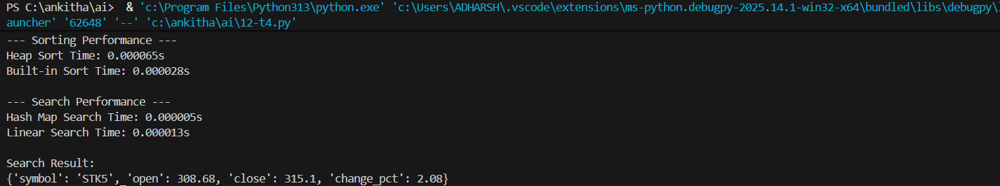 PS C:\ankitha\ai>  & 'c:\Program Files\Python313\python.exe' 'c:\Users\ADHARSH\.vscode\extensions\ms-python.debugpy-2025.14.1-win32-x64\bundled\libs\debugpy\
auncher' '62648' '--' 'c:\ankitha\ai\12-t4.py'
--- Sorting Performance ---
Heap Sort Time: 0.000065s
Built-in Sort Time: 0.000028s

--- Search Performance ---
Hash Map Search Time: 0.000005s
Linear Search Time: 0.000013s

Search Result:
{'symbol': 'STK5', 'open': 308.68, 'close': 315.1, 'change_pct': 2.08}